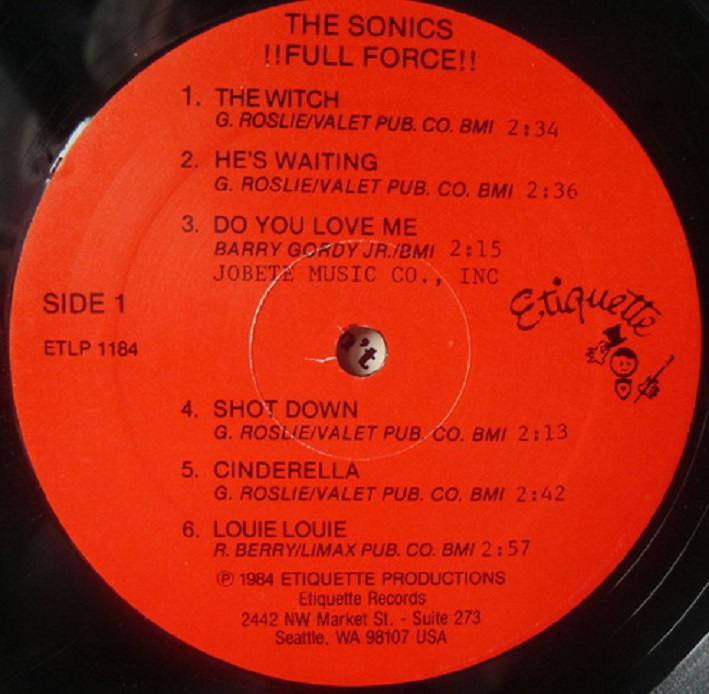 THE SONICS
!!FULL FORCE!!
1. THE WITCH
G. ROSLIE/VALET PUB. CO. BMI 2:34
2. HE'S WAITING
G. ROSLIE/VALET PUB. CO. BMI 2:36
3. DO YOU LOVE ME
BARRY GORDY JR./BMI 2:15
JOBETE MUSIC CO., INC
SIDE 1
ETLP 1184
Etiquette
't
4. SHOT DOWN
G. ROSLIE/VALET PUB. CO. BMI 2:13
5. CINDERELLA
G. ROSLIE/VALET PUB. CO. BMI 2:42
6. LOUIE LOUIE
R. BERRY/LIMAX PUB. CO. BMI 2:57
℗ 1984 ETIQUETTE PRODUCTIONS
Etiquette Records
2442 NW Market St. - Suite 273
Seattle, WA 98107 USA